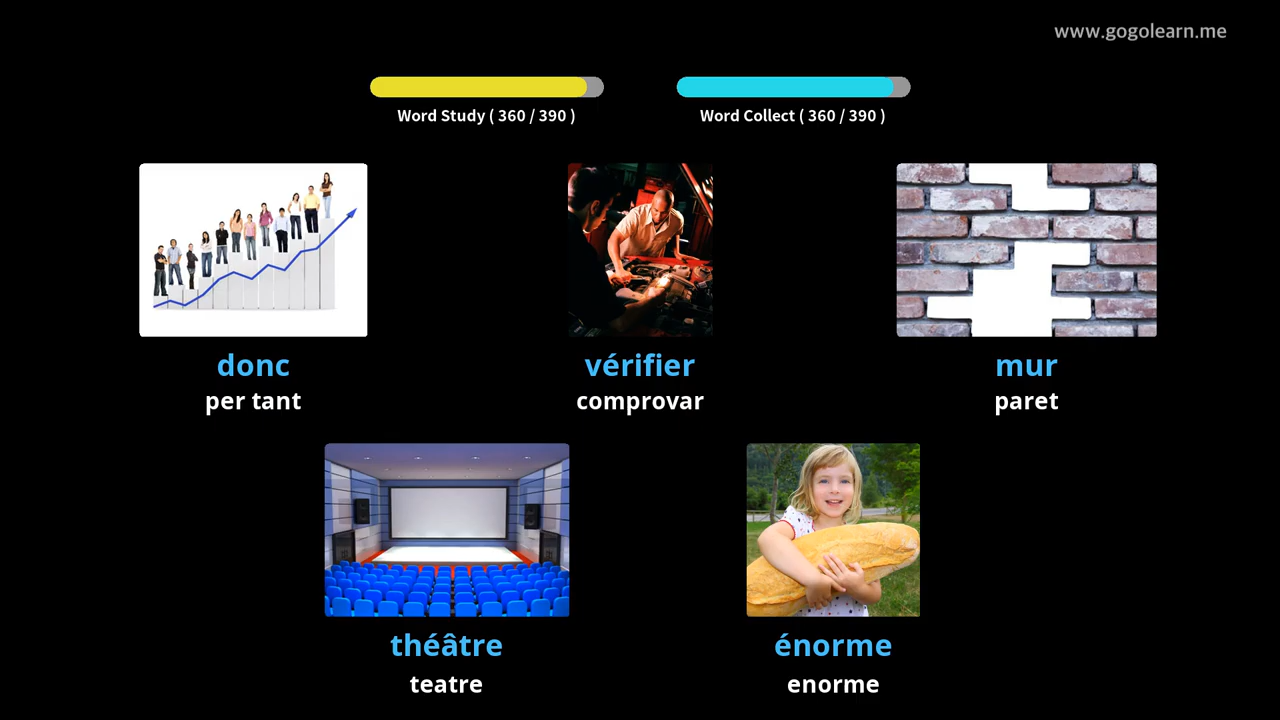 www.gogolearn.me
Word Study ( 360 / 390 )
Word Collect ( 360 / 390 )
donc
per tant
vérifier
comprovar
mur
paret
théâtre
teatre
énorme
enorme